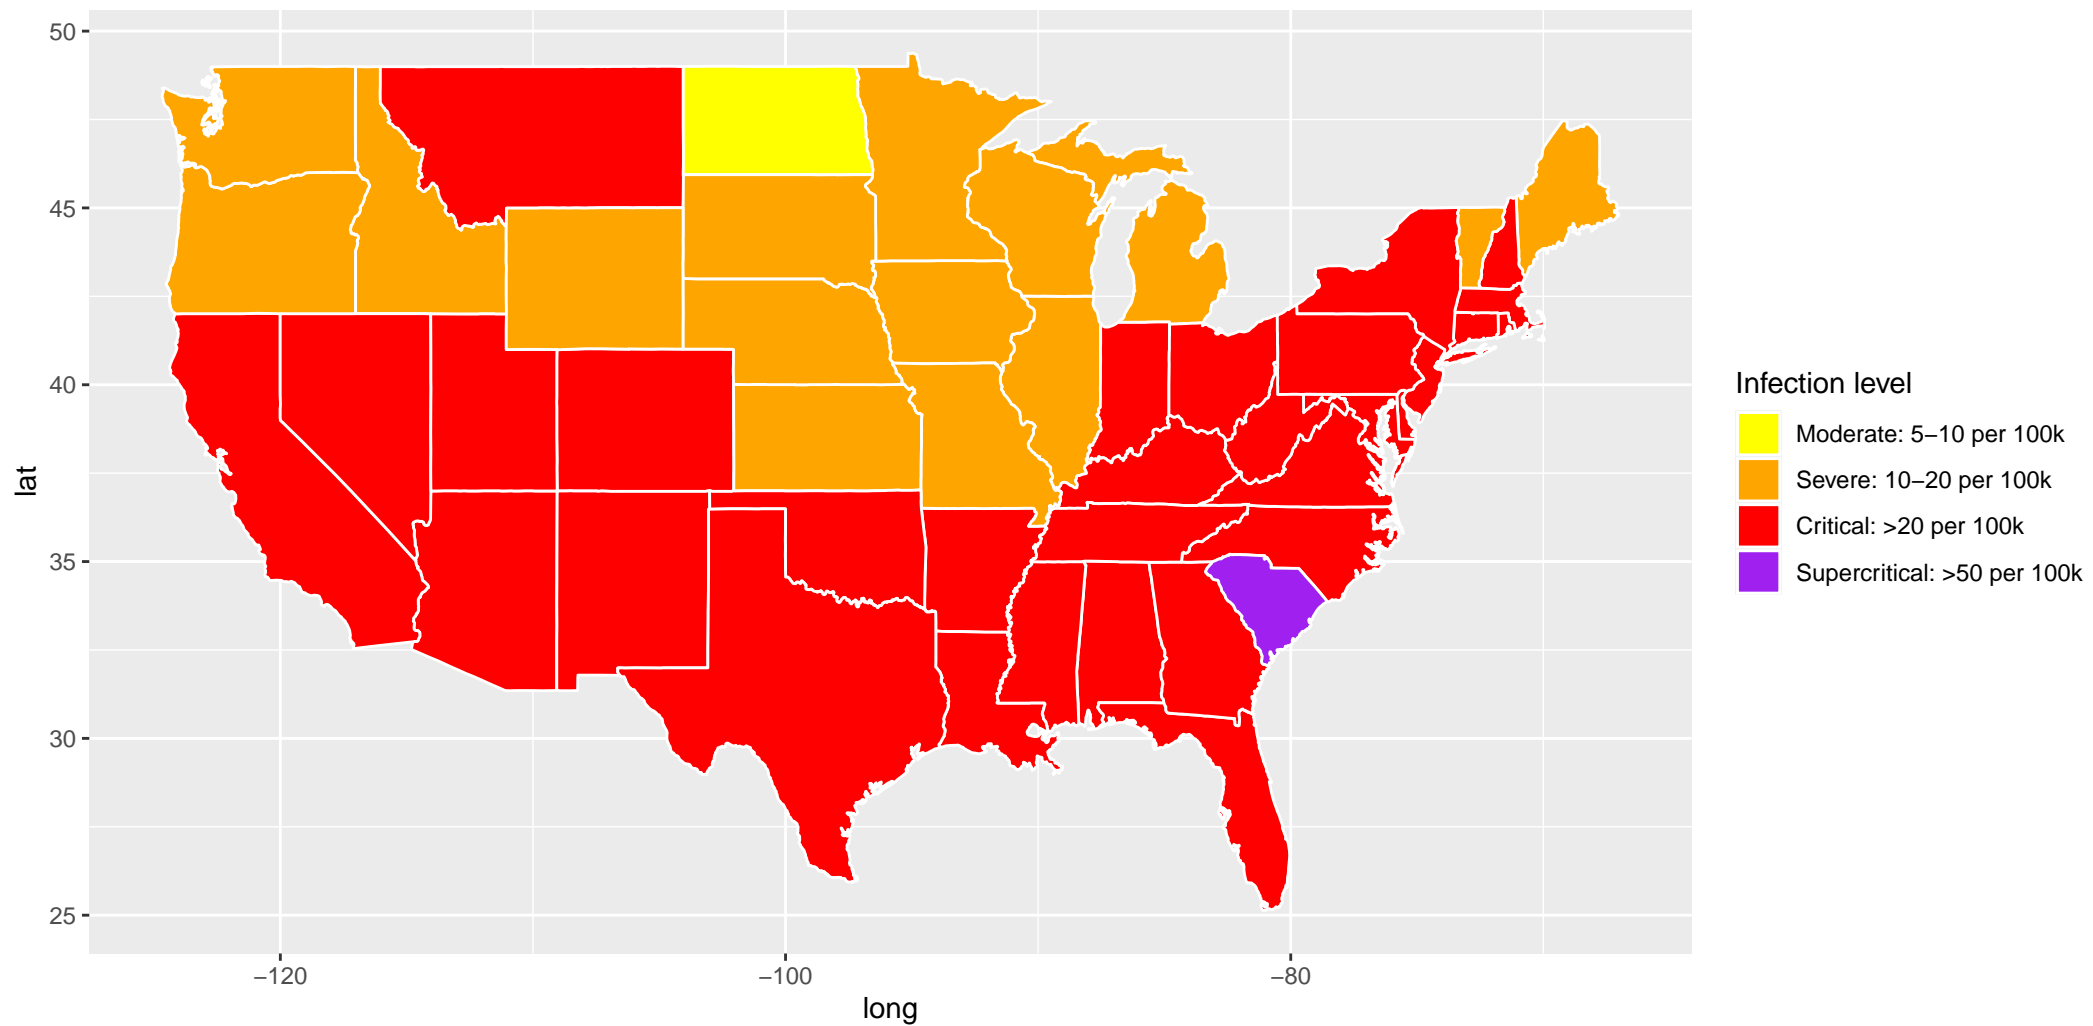 50
45
40
35
30
25
lat
−120
−100
−80
long
Infection level
Moderate: 5−10 per 100k
Severe: 10−20 per 100k
Critical: >20 per 100k
Supercritical: >50 per 100k